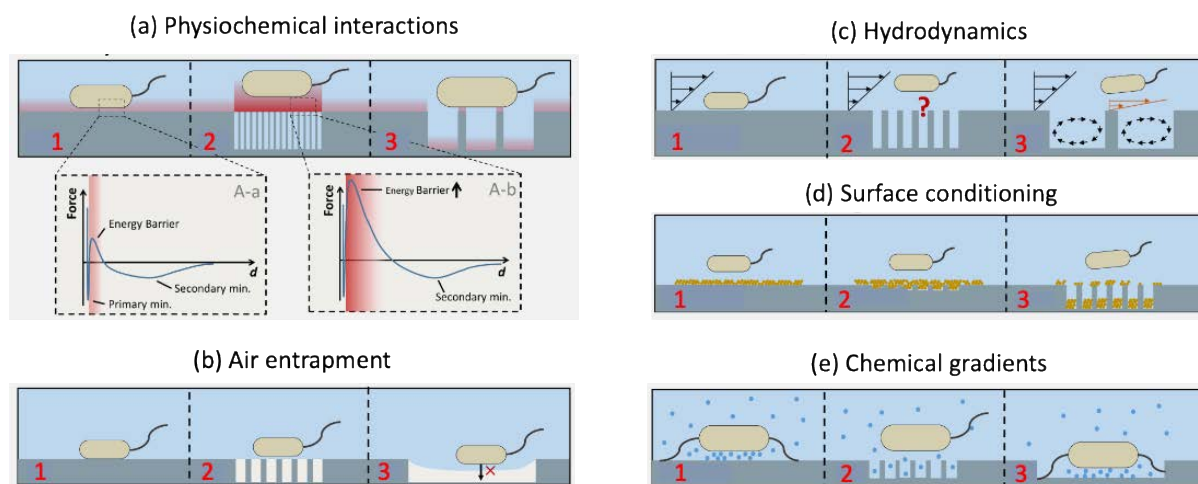 (a) Physiochemical interactions
1
2
3
A-a
Force
Energy Barrier
d
Secondary min.
Primary min.
A-b
Force
Energy Barrier
d
Secondary min.
(b) Air entrapment
1
2
3
(c) Hydrodynamics
1
?
2
3
(d) Surface conditioning
1
2
3
(e) Chemical gradients
1
2
3